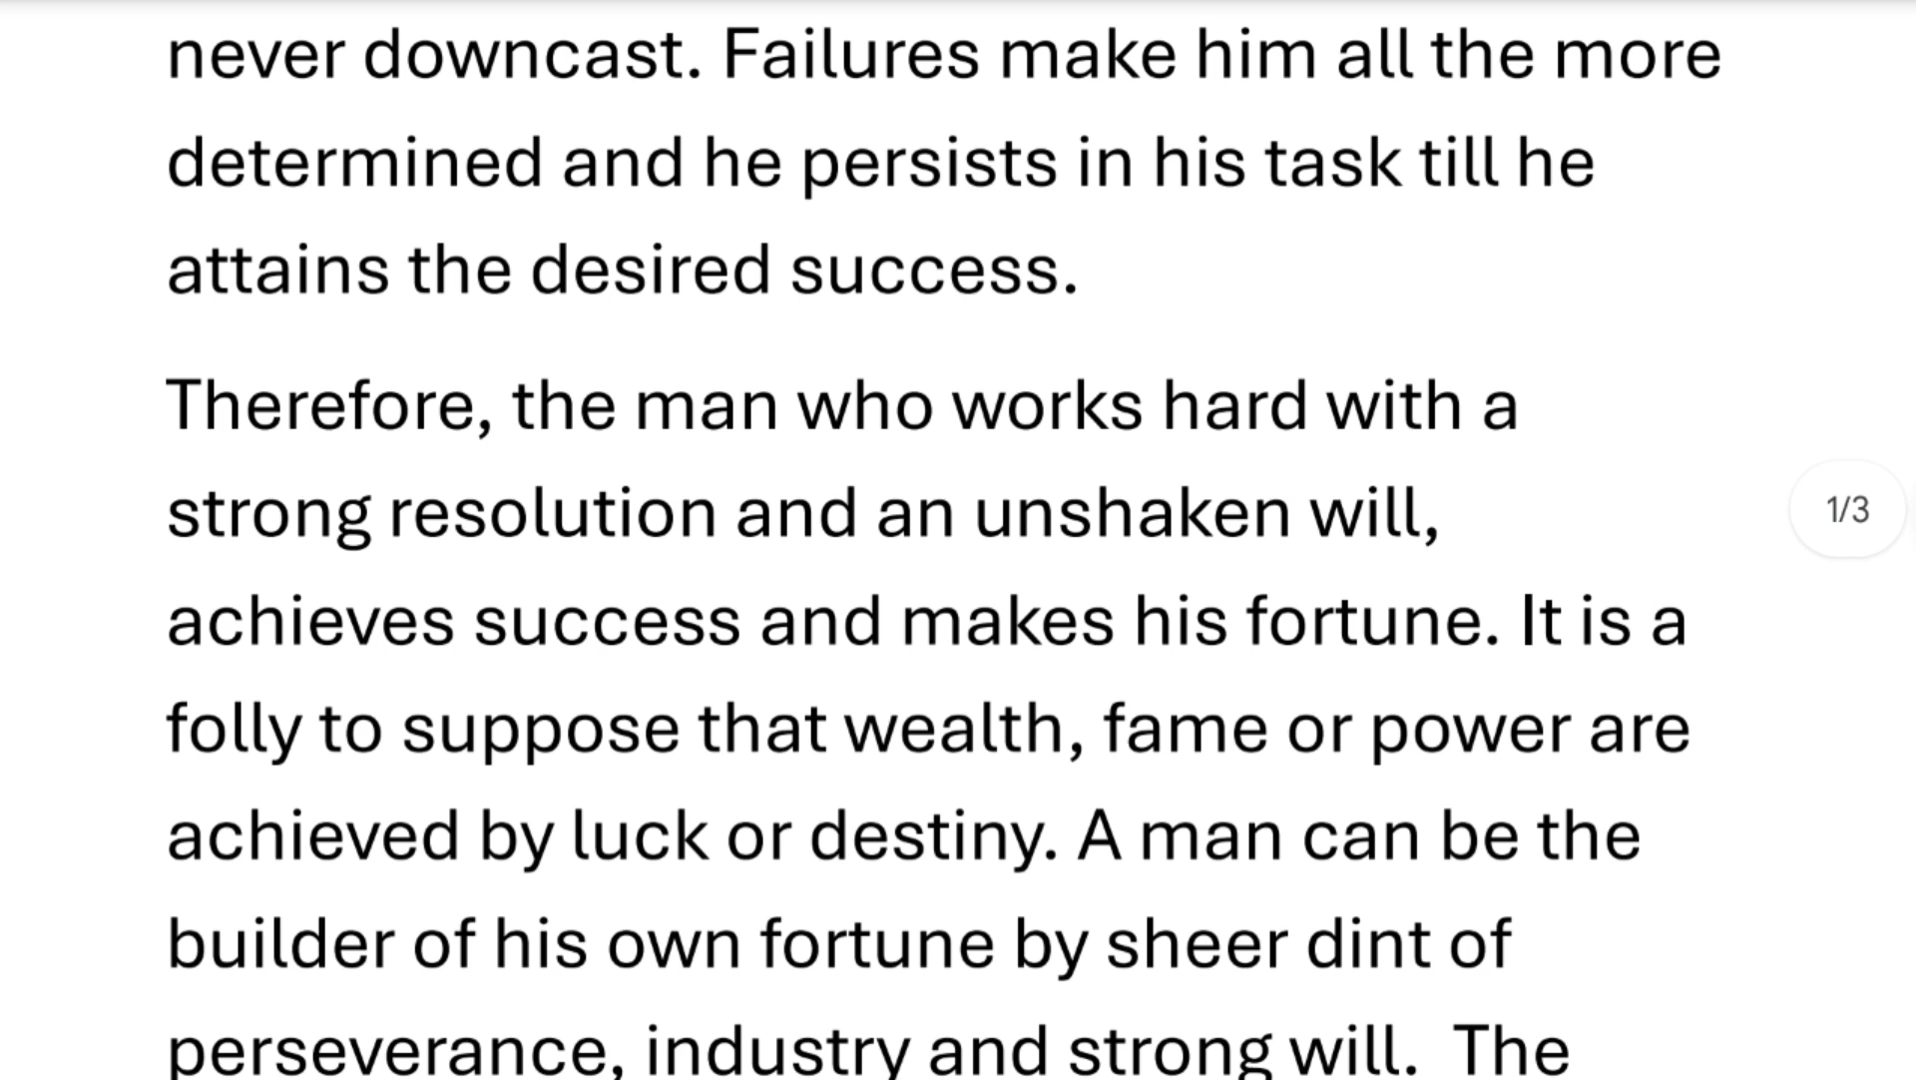 never downcast. Failures make him all the more
determined and he persists in his task till he
attains the desired success.
Therefore, the man who works hard with a
strong resolution and an unshaken will,
1/3
achieves success and makes his fortune. It is a
folly to suppose that wealth, fame or power are
achieved by luck or destiny. A man can be the
builder of his own fortune by sheer dint of
perseverance, industry and strong will. The